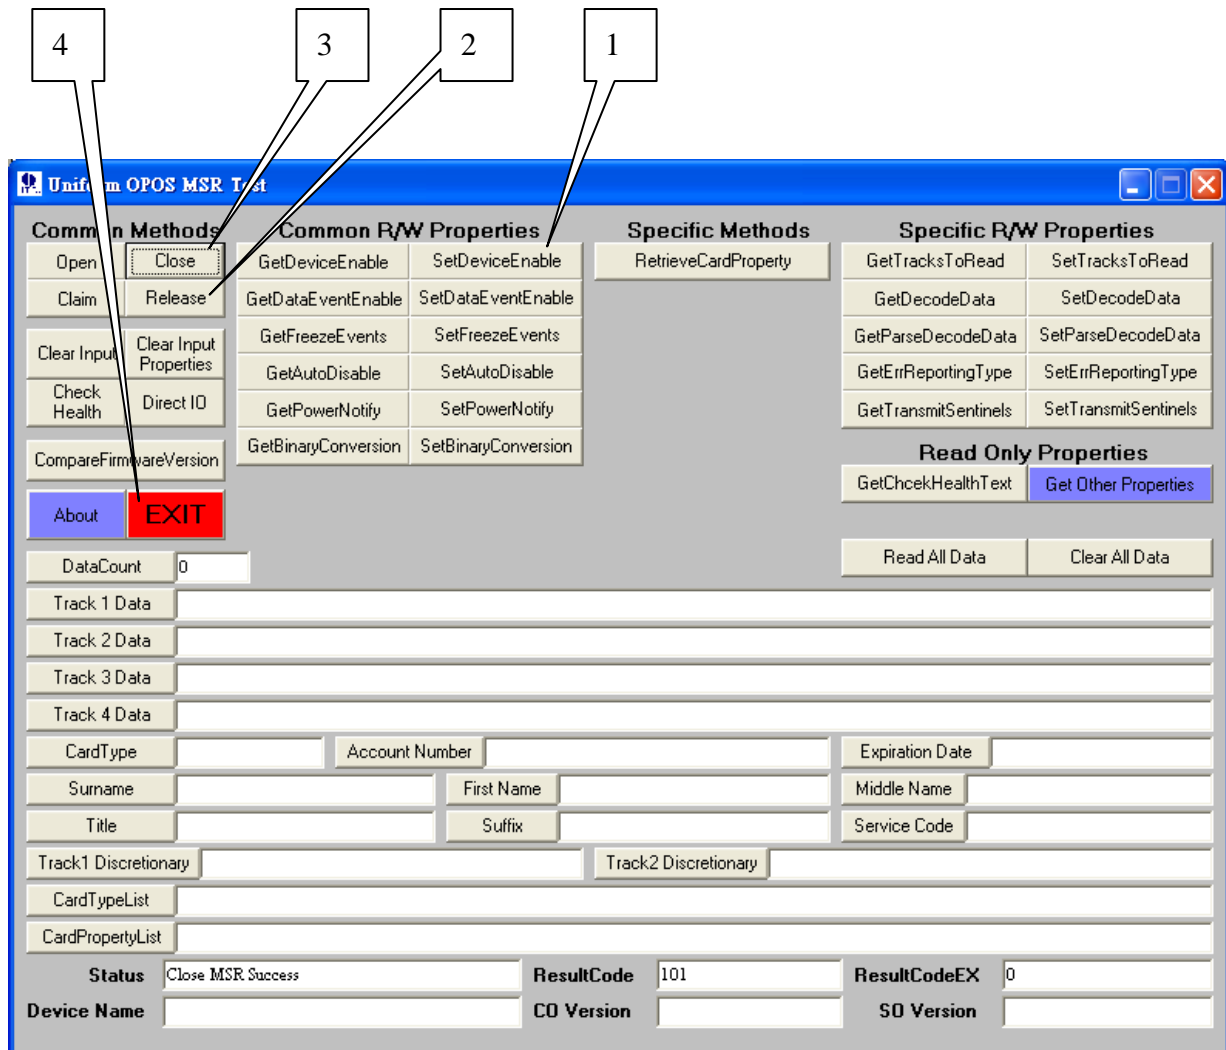 4 3 2 1
Uniform OPOS MSR Test
Common Methods Common R/W Properties Specific Methods Specific R/W Properties
Open Close GetDeviceEnable SetDeviceEnable RetrieveCardProperty GetTracksToRead SetTracksToRead
Claim Release GetDataEventEnable SetDataEventEnable GetDecodeData SetDecodeData
Clear Input Clear Input Properties GetFreezeEvents SetFreezeEvents GetParseDecodeData SetParseDecodeData
GetAutoDisable SetAutoDisable GetErrReportingType SetErrReportingType
Check Health Direct IO GetPowerNotify SetPowerNotify GetTransmitSentinels SetTransmitSentinels
CompareFirmwareVersion GetBinaryConversion SetBinaryConversion Read Only Properties
GetChcekHealthText Get Other Properties
About EXIT
DataCount 0 Read All Data Clear All Data
Track 1 Data
Track 2 Data
Track 3 Data
Track 4 Data
CardType Account Number Expiration Date
Surname First Name Middle Name
Title Suffix Service Code
Track1 Discretionary Track2 Discretionary
CardTypeList
CardPropertyList
Status Close MSR Success ResultCode 101 ResultCodeEX 0
Device Name CO Version SO Version